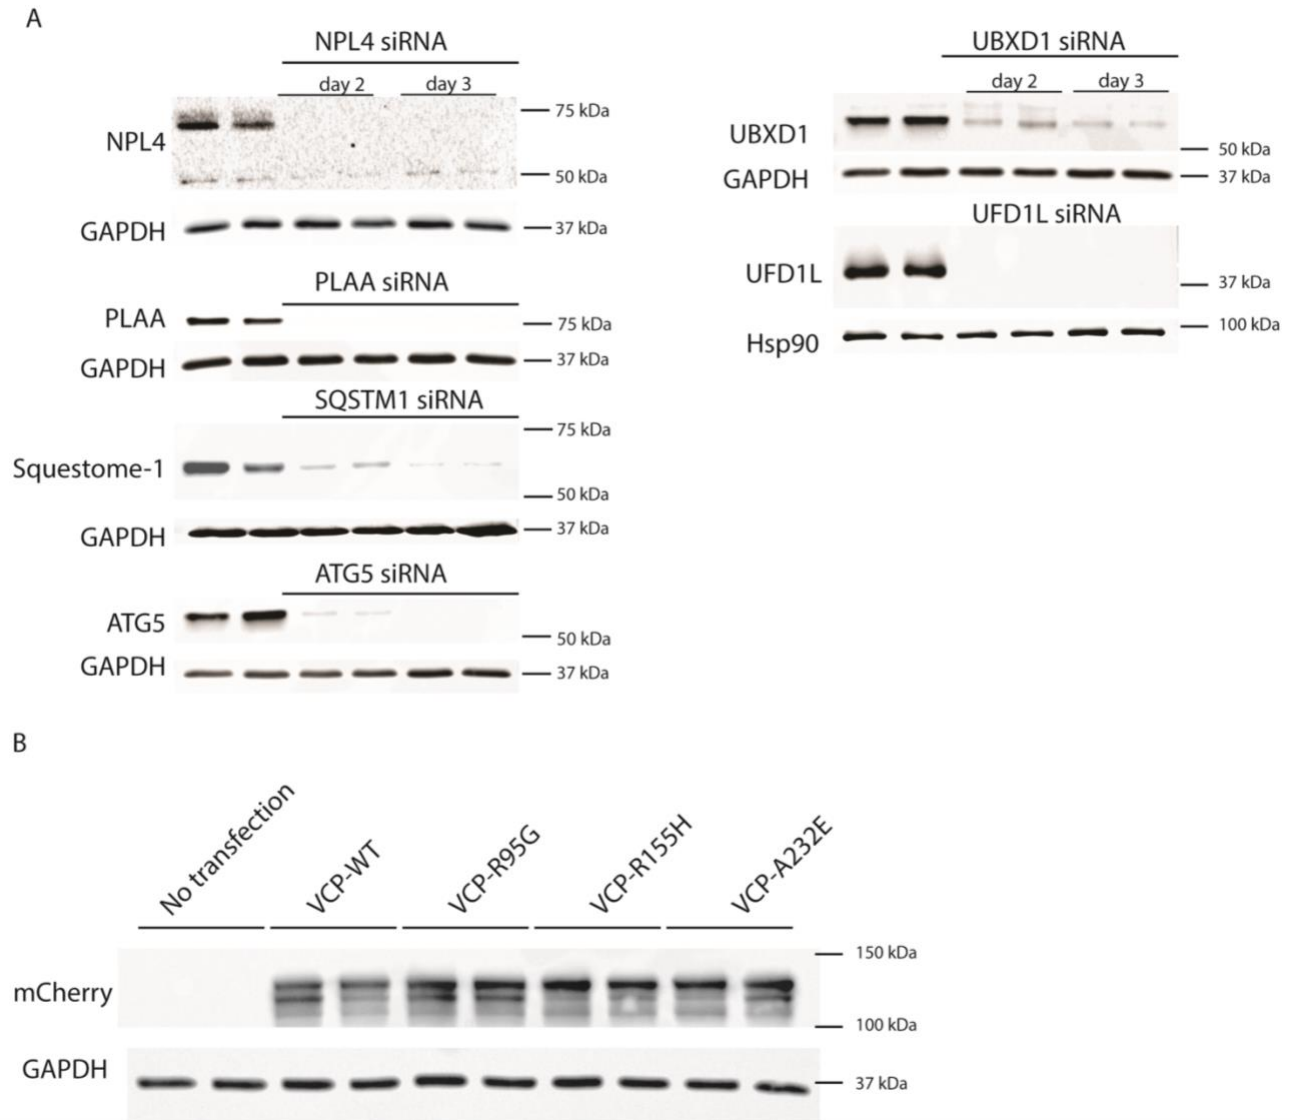 A
NPL4 siRNA
day 2 day 3
NPL4
75 kDa
50 kDa
GAPDH
37 kDa
PLAA siRNA
PLAA
75 kDa
GAPDH
37 kDa
SQSTM1 siRNA
75 kDa
Squestome-1
50 kDa
GAPDH
37 kDa
ATG5 siRNA
ATG5
50 kDa
GAPDH
37 kDa
UBXD1 siRNA
day 2 day 3
UBXD1
50 kDa
GAPDH
37 kDa
UFD1L siRNA
UFD1L
37 kDa
Hsp90
100 kDa
B
No transfection
VCP-WT
VCP-R95G
VCP-R155H
VCP-A232E
mCherry
150 kDa
100 kDa
GAPDH
37 kDa